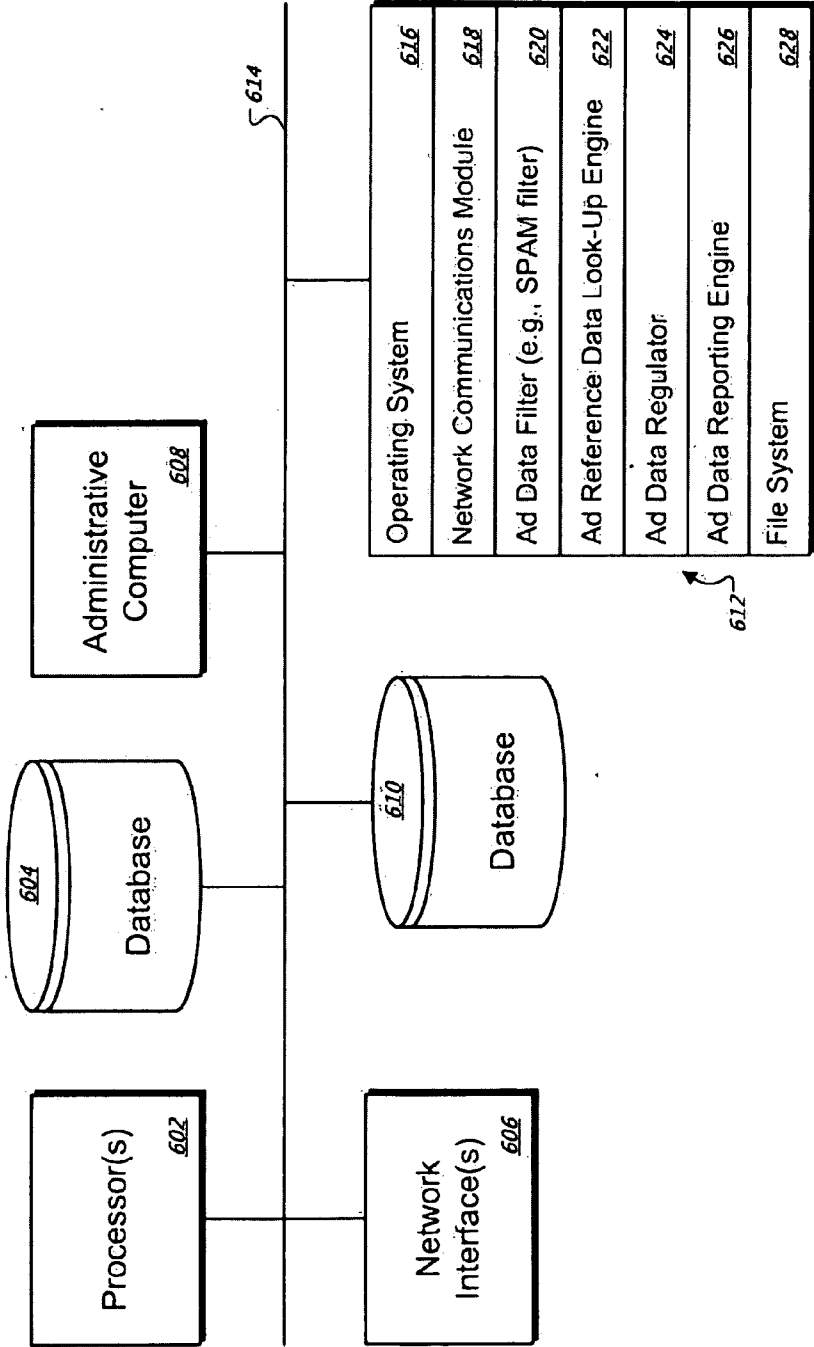 Processor(s)
602
604
Database
Administrative
Computer
608
614
Network
Interface(s)
606
610
Database
612
Operating System 616
Network Communications Module 618
Ad Data Filter (e.g., SPAM filter) 620
Ad Reference Data Look-Up Engine 622
Ad Data Regulator 624
Ad Data Reporting Engine 626
File System 628